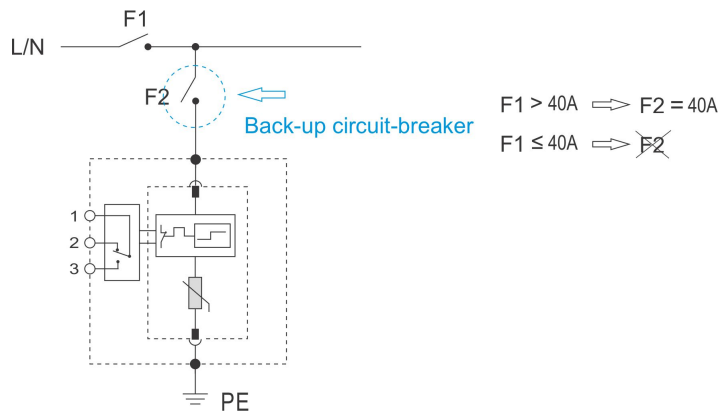 F1
L/N
F2
Back-up circuit-breaker
F1 > 40A ⇨ F2 = 40A
F1 ≤ 40A ⇨ F2
1
2
3
PE